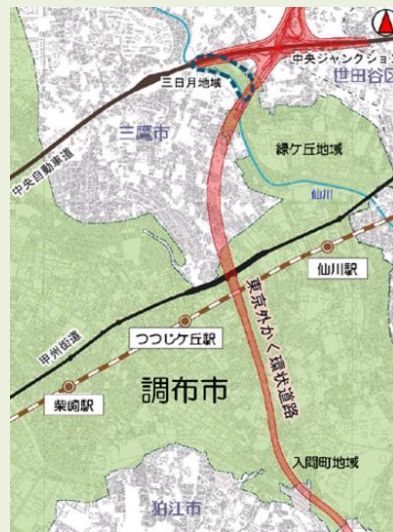 中央ジャンクション
世田谷区
三日月地域
三鷹市
緑ケ丘地域
中央自動車道
仙川
仙川駅
東京外かく環状道路
つつじケ丘駅
甲州街道
調布市
柴崎駅
入間町地域
狛江市